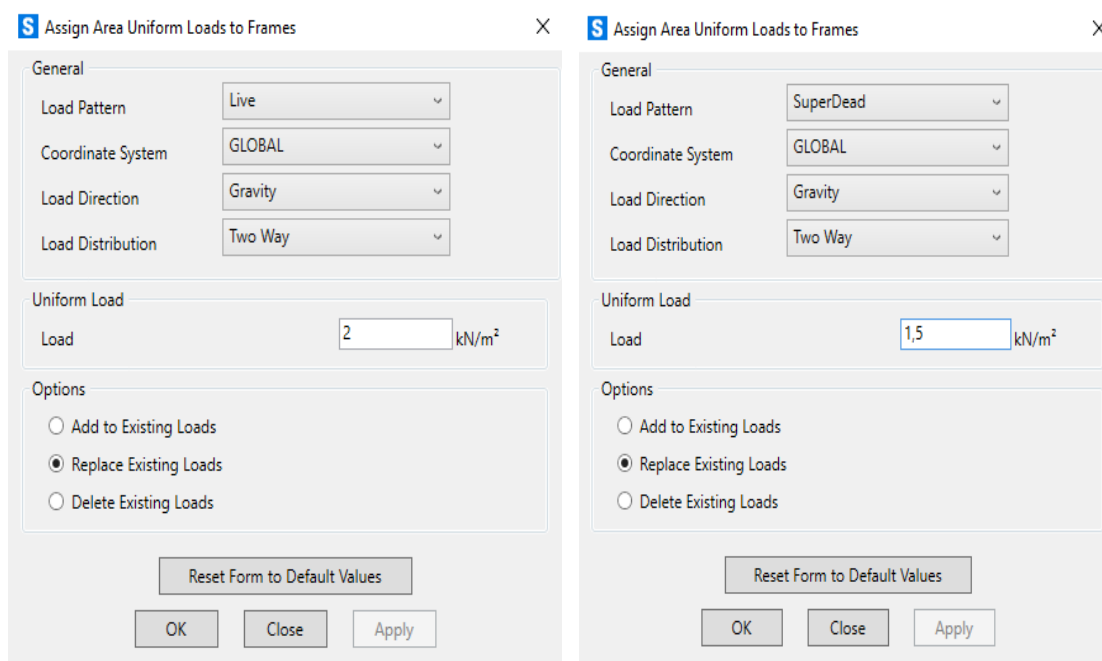 S Assign Area Uniform Loads to Frames
General
Load Pattern Live
Coordinate System GLOBAL
Load Direction Gravity
Load Distribution Two Way
Uniform Load
Load 2 kN/m²
Options
Add to Existing Loads
Replace Existing Loads
Delete Existing Loads
Reset Form to Default Values
OK Close Apply
S Assign Area Uniform Loads to Frames
General
Load Pattern SuperDead
Coordinate System GLOBAL
Load Direction Gravity
Load Distribution Two Way
Uniform Load
Load 1,5 kN/m²
Options
Add to Existing Loads
Replace Existing Loads
Delete Existing Loads
Reset Form to Default Values
OK Close Apply